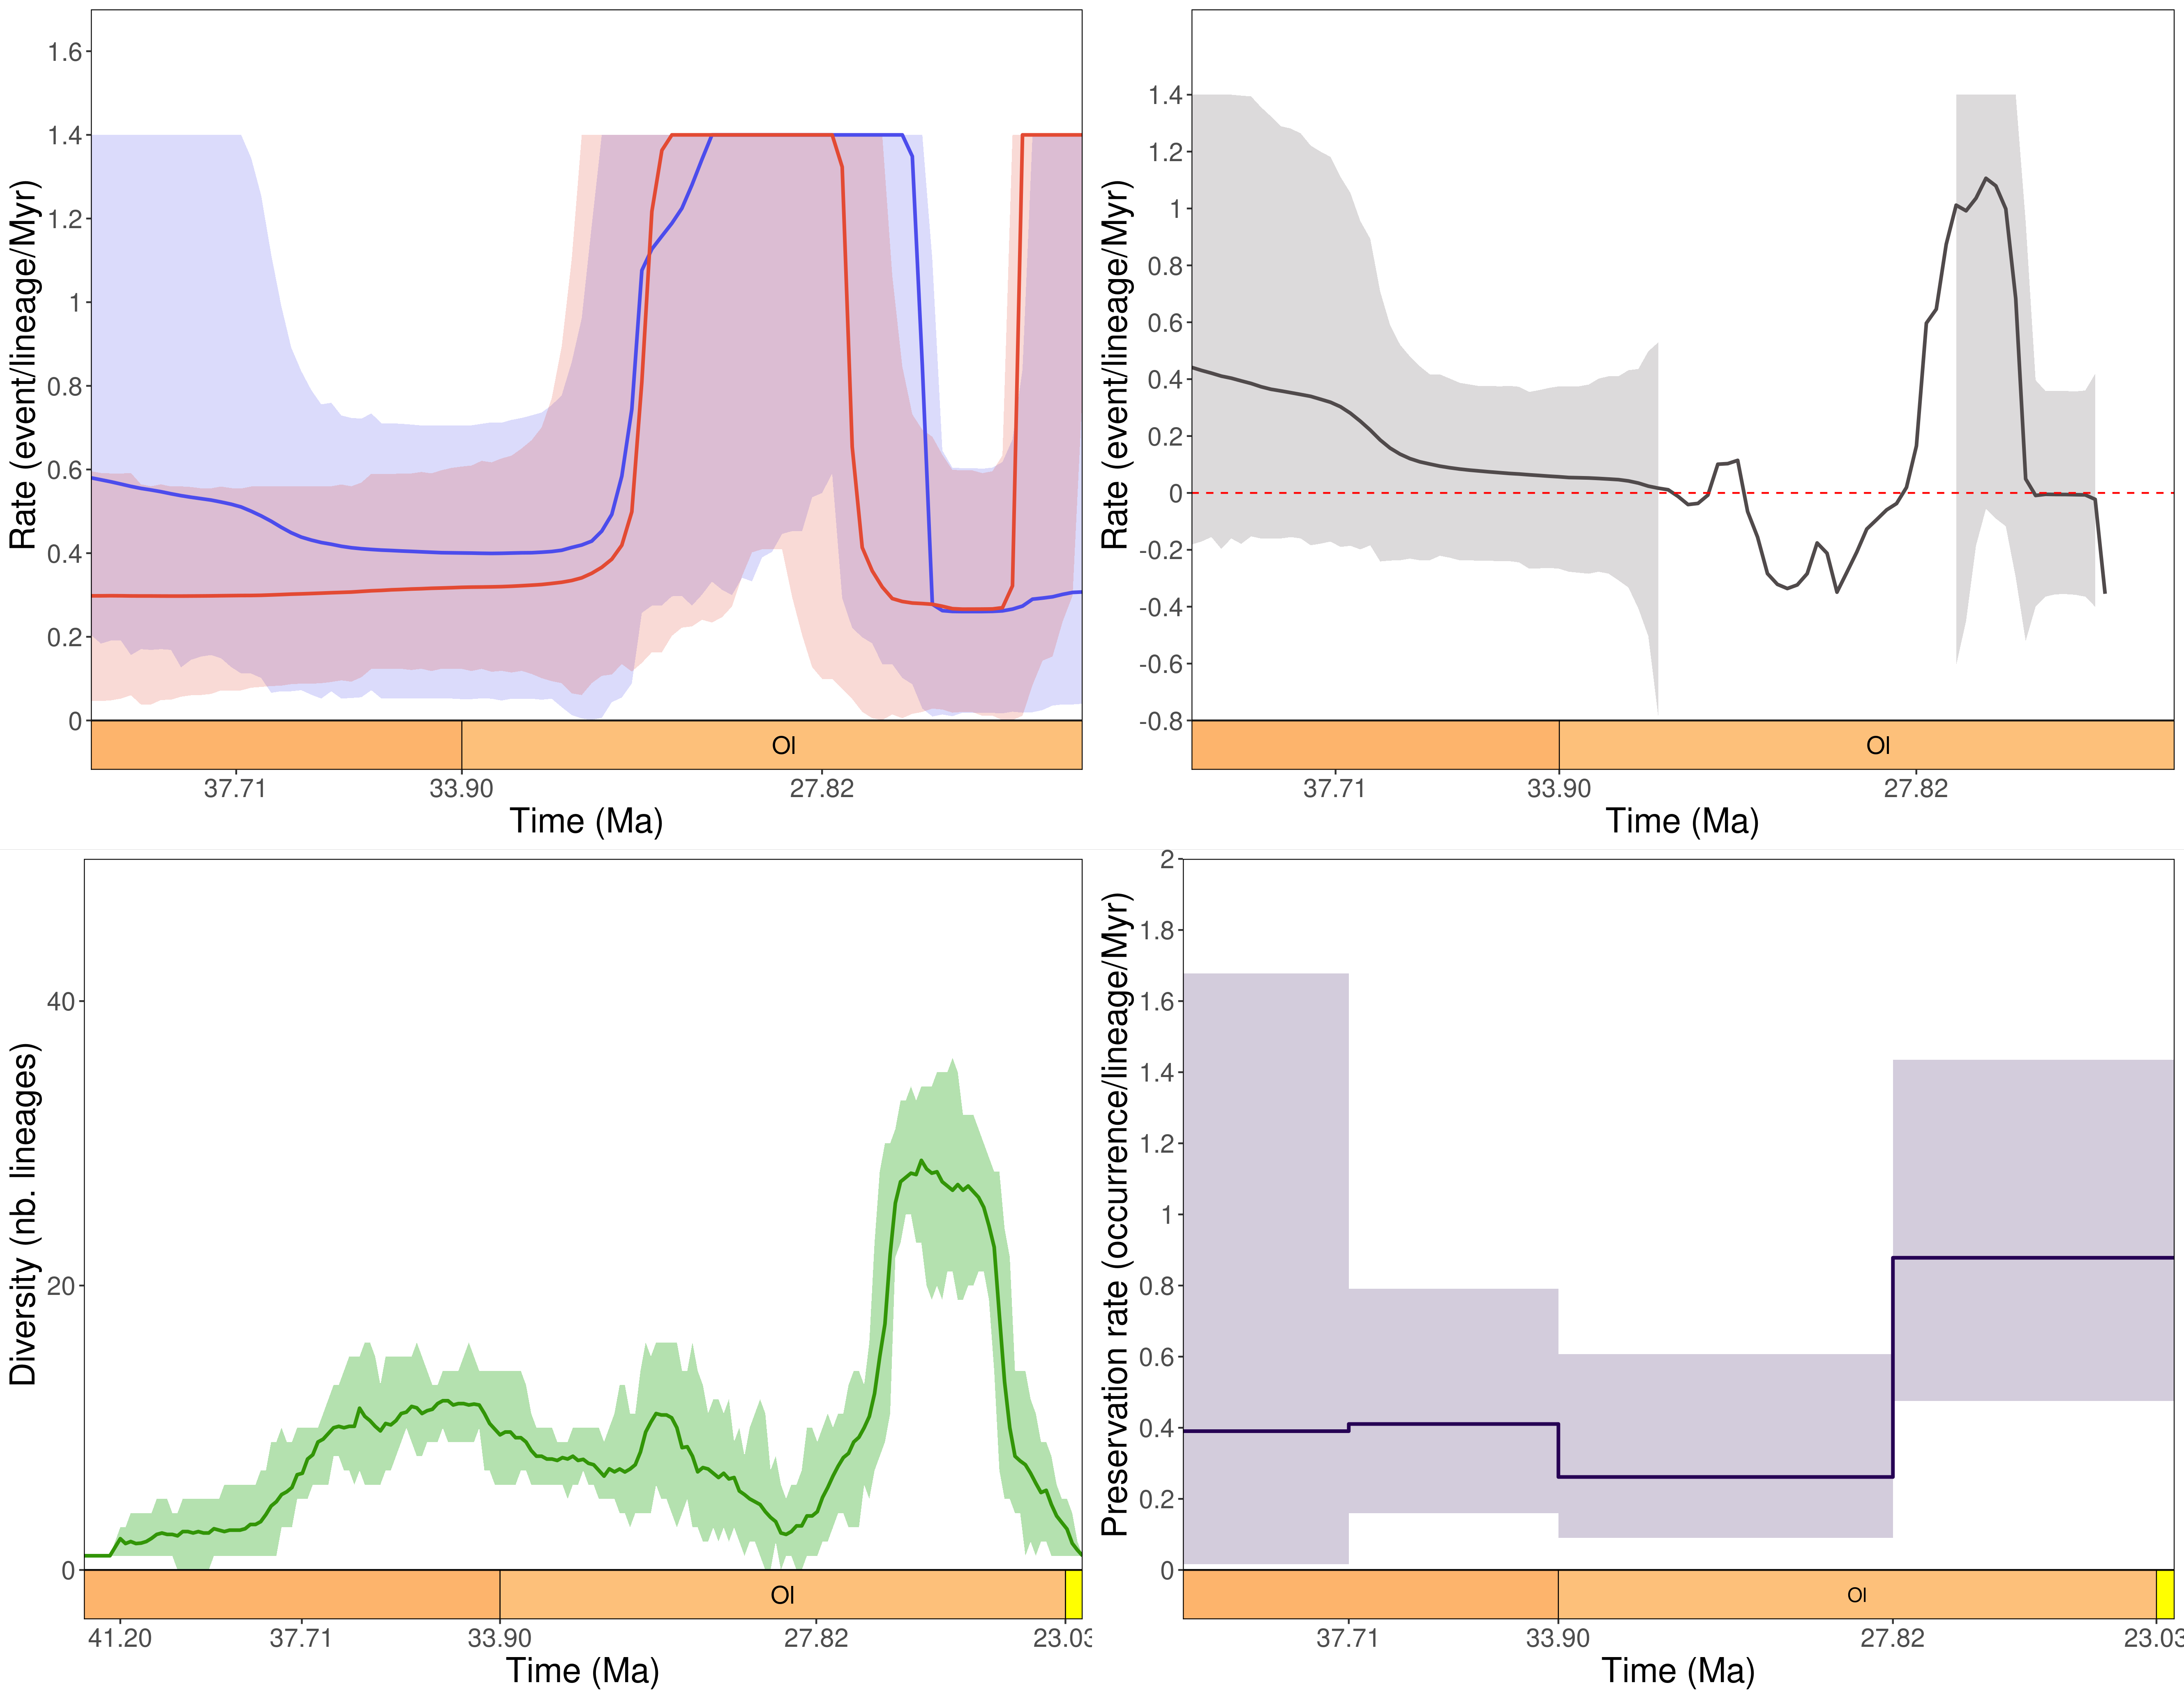 Rate (event/lineage/Myr)
1.6
1.4
1.2
1
0.8
0.6
0.4
0.2
0
Ol
37.71 33.90 27.82
Time (Ma)
Rate (event/lineage/Myr)
1.4
1.2
1
0.8
0.6
0.4
0.2
0
-0.2
-0.4
-0.6
-0.8
Ol
37.71 33.90 27.82
Time (Ma)
Diversity (nb. lineages)
40
20
0
Ol
41.20 37.71 33.90 27.82 23.03
Time (Ma)
Preservation rate (occurrence/lineage/Myr)
2
1.8
1.6
1.4
1.2
1
0.8
0.6
0.4
0.2
0
Ol
37.71 33.90 27.82 23.03
Time (Ma)